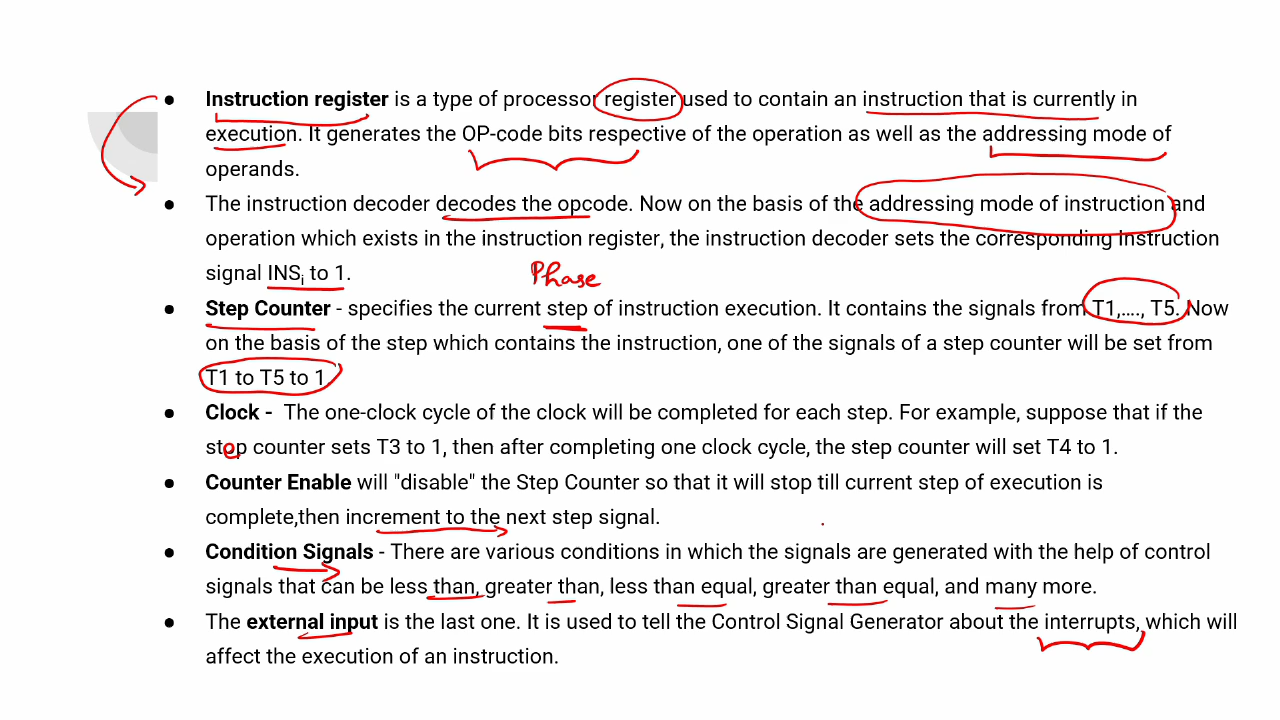 ● Instruction register is a type of processor register used to contain an instruction that is currently in
execution. It generates the OP-code bits respective of the operation as well as the addressing mode of
operands.
● The instruction decoder decodes the opcode. Now on the basis of the addressing mode of instruction and
operation which exists in the instruction register, the instruction decoder sets the corresponding Instruction
signal INSi to 1.
Phase
● Step Counter - specifies the current step of instruction execution. It contains the signals from T1,...., T5. Now
on the basis of the step which contains the instruction, one of the signals of a step counter will be set from
T1 to T5 to 1
● Clock - The one-clock cycle of the clock will be completed for each step. For example, suppose that if the
step counter sets T3 to 1, then after completing one clock cycle, the step counter will set T4 to 1.
● Counter Enable will "disable" the Step Counter so that it will stop till current step of execution is
complete,then increment to the next step signal.
● Condition Signals - There are various conditions in which the signals are generated with the help of control
signals that can be less than, greater than, less than equal, greater than equal, and many more.
● The external input is the last one. It is used to tell the Control Signal Generator about the interrupts, which will
affect the execution of an instruction.